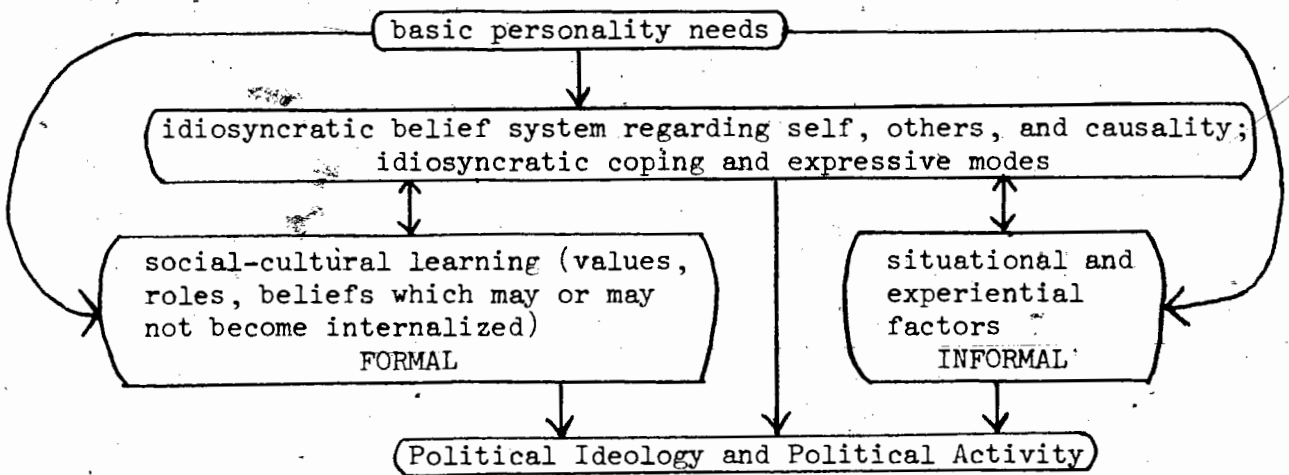 basic personality needs
idiosyncratic belief system regarding self, others, and causality;
idiosyncratic coping and expressive modes
social-cultural learning (values,
roles, beliefs which may or may
not become internalized)
FORMAL
situational and
experiential
factors
INFORMAL
Political Ideology and Political Activity